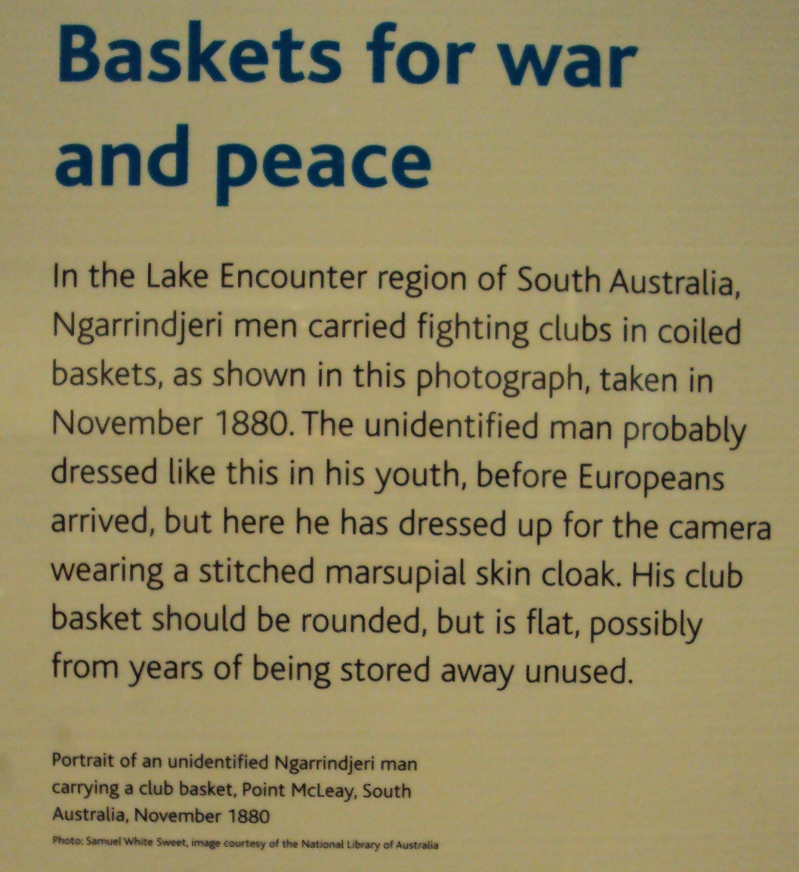 Baskets for war
and peace
In the Lake Encounter region of South Australia,
Ngarrindjeri men carried fighting clubs in coiled
baskets, as shown in this photograph, taken in
November 1880. The unidentified man probably
dressed like this in his youth, before Europeans
arrived, but here he has dressed up for the camera
wearing a stitched marsupial skin cloak. His club
basket should be rounded, but is flat, possibly
from years of being stored away unused.
Portrait of an unidentified Ngarrindjeri man
carrying a club basket, Point McLeay, South
Australia, November 1880
Photo: Samuel White Sweet, image courtesy of the National Library of Australia